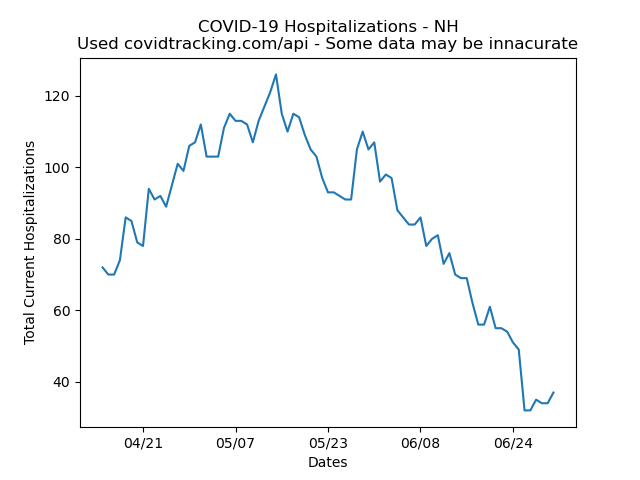 COVID-19 Hospitalizations - NH
Used covidtracking.com/api - Some data may be innacurate
120
100
80
60
40
Total Current Hospitalizations
04/21
05/07
05/23
06/08
06/24
Dates